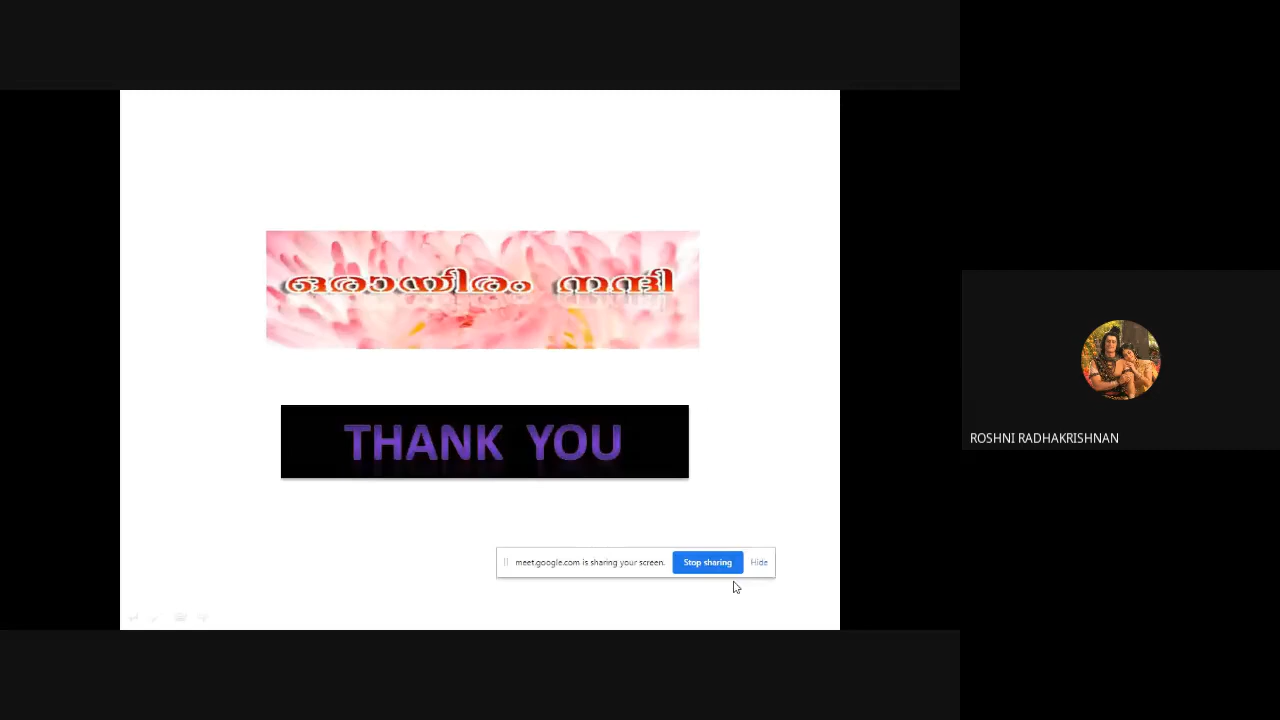 ഒരായിരം നന്ദി
THANK YOU
meet.google.com is sharing your screen.
Stop sharing
Hide
ROSHNI RADHAKRISHNAN